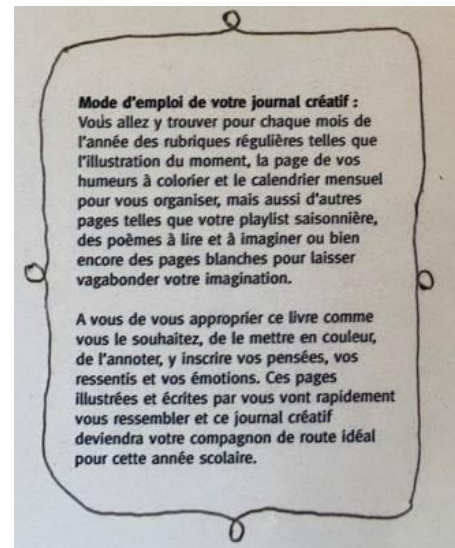 Mode d'emploi de votre journal créatif :
Vous allez y trouver pour chaque mois de
l'année des rubriques régulières telles que
l'illustration du moment, la page de vos
humeurs à colorier et le calendrier mensuel
pour vous organiser, mais aussi d'autres
pages telles que votre playlist saisonnière,
des poèmes à lire et à imaginer ou bien
encore des pages blanches pour laisser
vagabonder votre imagination.

A vous de vous approprier ce livre comme
vous le souhaitez, de le mettre en couleur,
de l'annoter, y inscrire vos pensées, vos
ressentis et vos émotions. Ces pages
illustrées et écrites par vous vont rapidement
vous ressembler et ce journal créatif
deviendra votre compagnon de route idéal
pour cette année scolaire.